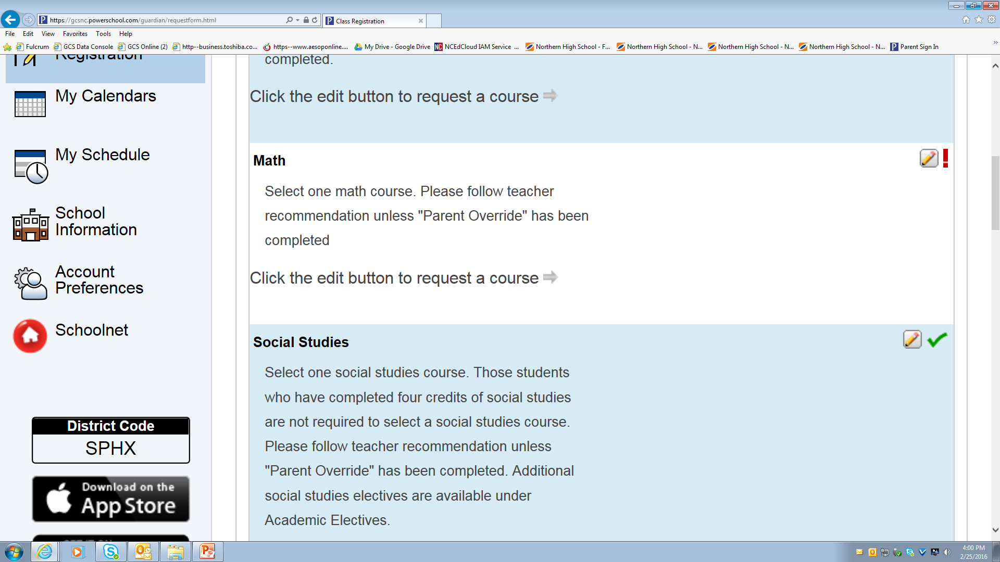 https://gcsnc.powerschool.com/guardian/requestform.html
Class Registration
File Edit View Favorites Tools Help
Fulcrum GCS Data Console GCS Online (2) http--business.toshiba.co... https--www.aesoponline.... My Drive - Google Drive NCEdCloud IAM Service ... Northern High School - F... Northern High School - N... Northern High School - N... Northern High School - N... Parent Sign In
Registration
My Calendars
My Schedule
School
Information
Account
Preferences
Schoolnet
District Code
SPHX
Download on the
App Store
completed.
Click the edit button to request a course
Math
Select one math course. Please follow teacher
recommendation unless "Parent Override" has been
completed
Click the edit button to request a course
Social Studies
Select one social studies course. Those students
who have completed four credits of social studies
are not required to select a social studies course.
Please follow teacher recommendation unless
"Parent Override" has been completed. Additional
social studies electives are available under
Academic Electives.
4:00 PM
2/25/2016